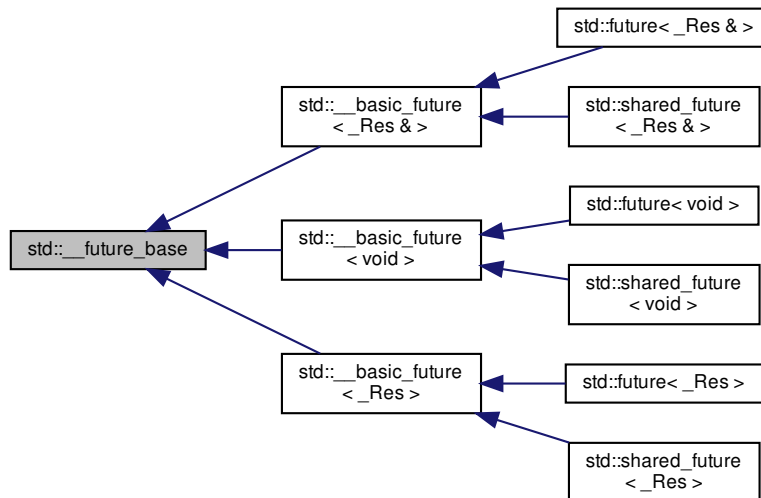 std::future< _Res & >
std::__basic_future
< _Res & >
std::shared_future
< _Res & >
std::future< void >
std::__future_base
std::__basic_future
< void >
std::shared_future
< void >
std::__basic_future
< _Res >
std::future< _Res >
std::shared_future
< _Res >